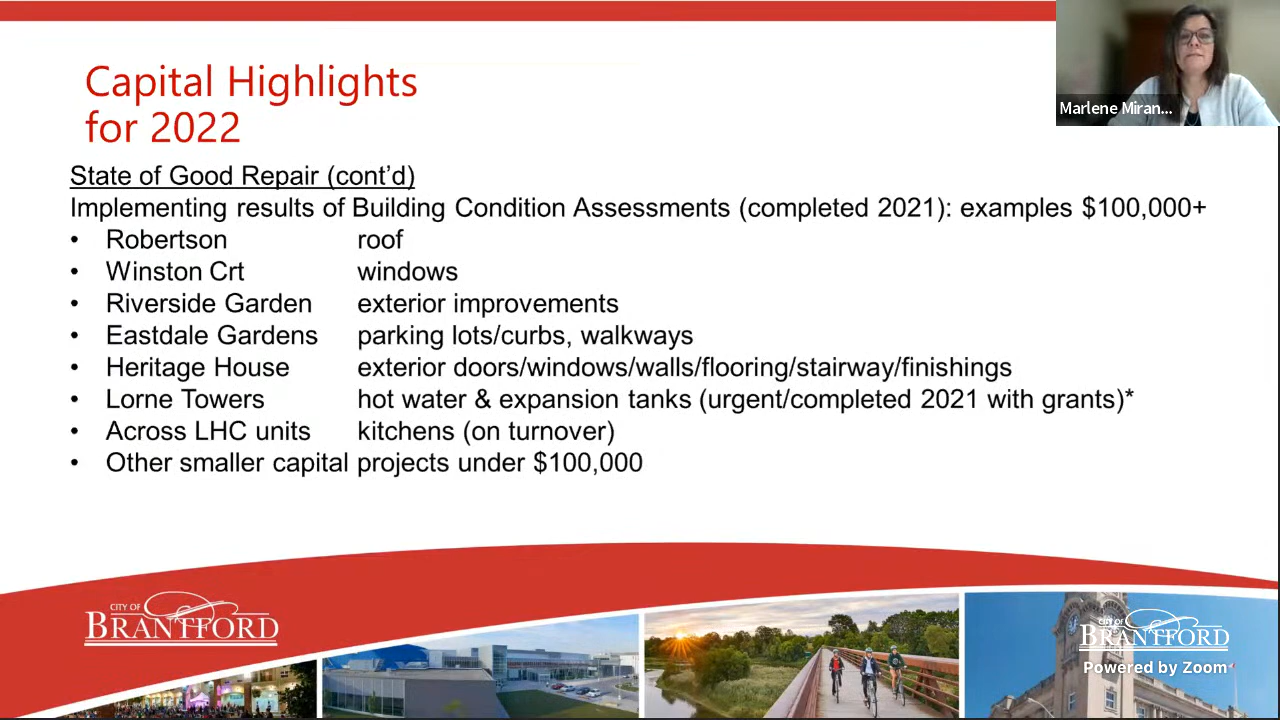 Capital Highlights
for 2022
Marlene Miran...
State of Good Repair (cont’d)
Implementing results of Building Condition Assessments (completed 2021): examples $100,000+
• Robertson roof
• Winston Crt windows
• Riverside Garden exterior improvements
• Eastdale Gardens parking lots/curbs, walkways
• Heritage House exterior doors/windows/walls/flooring/stairway/finishings
• Lorne Towers hot water & expansion tanks (urgent/completed 2021 with grants)*
• Across LHC units kitchens (on turnover)
• Other smaller capital projects under $100,000
CITY OF
BRANTFORD
CITY OF
BRANTFORD
Powered by Zoom